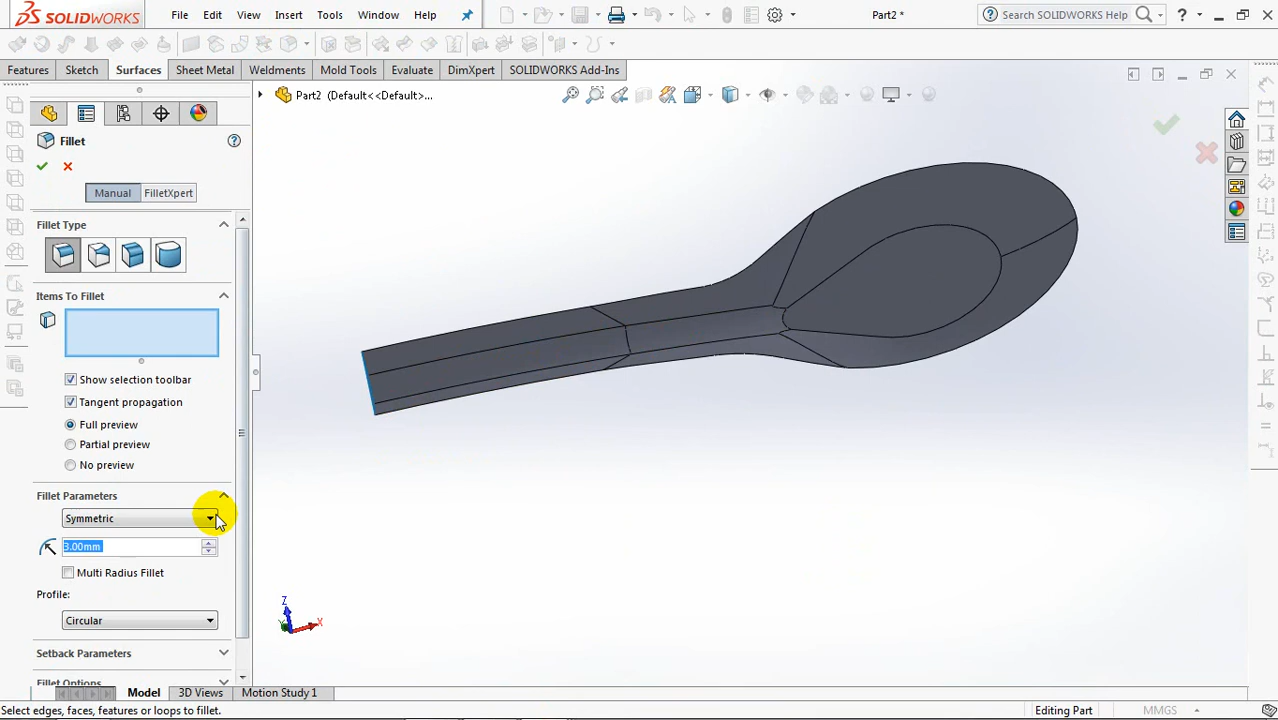 SOLIDWORKS File Edit View Insert Tools Window Help Part2 * Search SOLIDWORKS Help ?
Features Sketch Surfaces Sheet Metal Weldments Mold Tools Evaluate DimXpert SOLIDWORKS Add-Ins
Part2 (Default<<Default>...
Fillet ?
Manual FilletXpert
Fillet Type
Items To Fillet
Show selection toolbar
Tangent propagation
Full preview
Partial preview
No preview
Fillet Parameters
Symmetric
3.00mm
Multi Radius Fillet
Profile:
Circular
Setback Parameters
Fillet Options
Z
X
Y
Model 3D Views Motion Study 1
Select edges, faces, features or loops to fillet. Editing Part MMGS